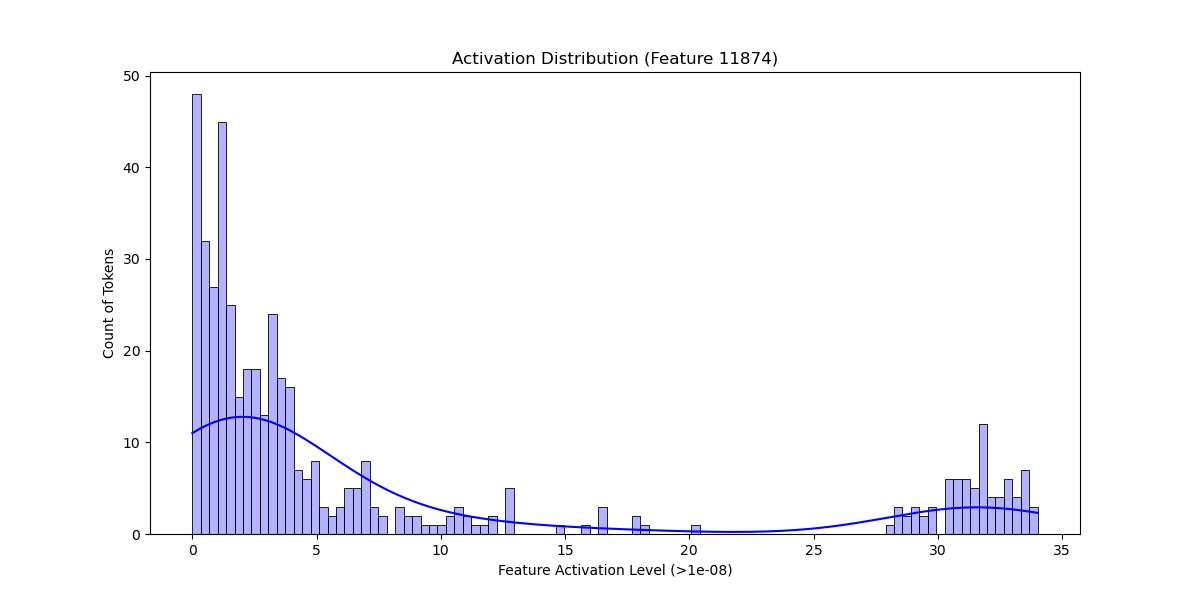 Activation Distribution (Feature 11874)
50
40
30
20
10
0
Count of Tokens
0 5 10 15 20 25 30 35
Feature Activation Level (>1e-08)